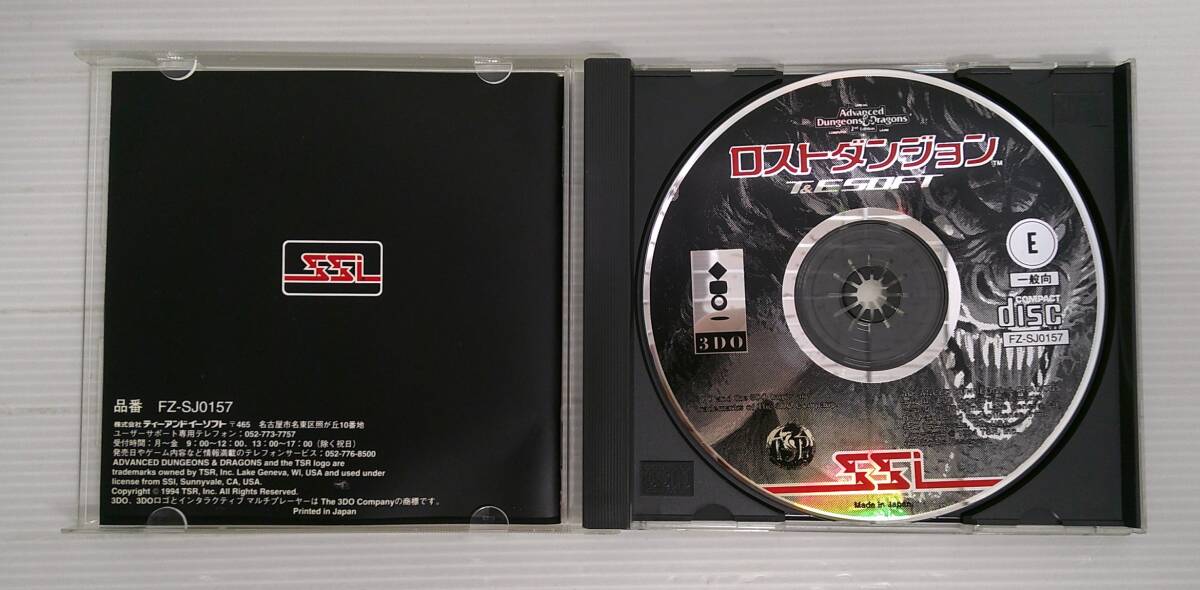 SSI
品番 FZ-SJ0157
株式会社 ティーアンドイーソフト 〒465 名古屋市名東区照が丘10番地
ユーザーサポート専用テレフォン：052-773-7757
受付時間：月～金 9：00～12：00、13：00～17：00（除く祝日）
発売日やゲーム内容など情報満載のテレフォンサービス：052-776-8500
ADVANCED DUNGEONS & DRAGONS and the TSR logo are
trademarks owned by TSR, Inc. Lake Geneva, WI, USA and used under
license from SSI, Sunnyvale, CA, USA.
Copyright © 1994 TSR, Inc. All Rights Reserved.
3DO、3DOロゴとインタラクティブ マルチプレーヤーは The 3DO Companyの商標です。
Printed in Japan
Advanced
Dungeons & Dragons
2nd Edition
ロストダンジョン™
T&E SOFT
E
一般向
3DO
COMPACT
disc
FZ-SJ0157
TSR
SSI
Made in Japan